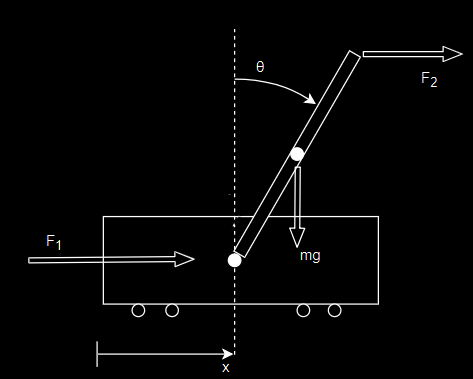 θ
F₂
F₁
mg
x